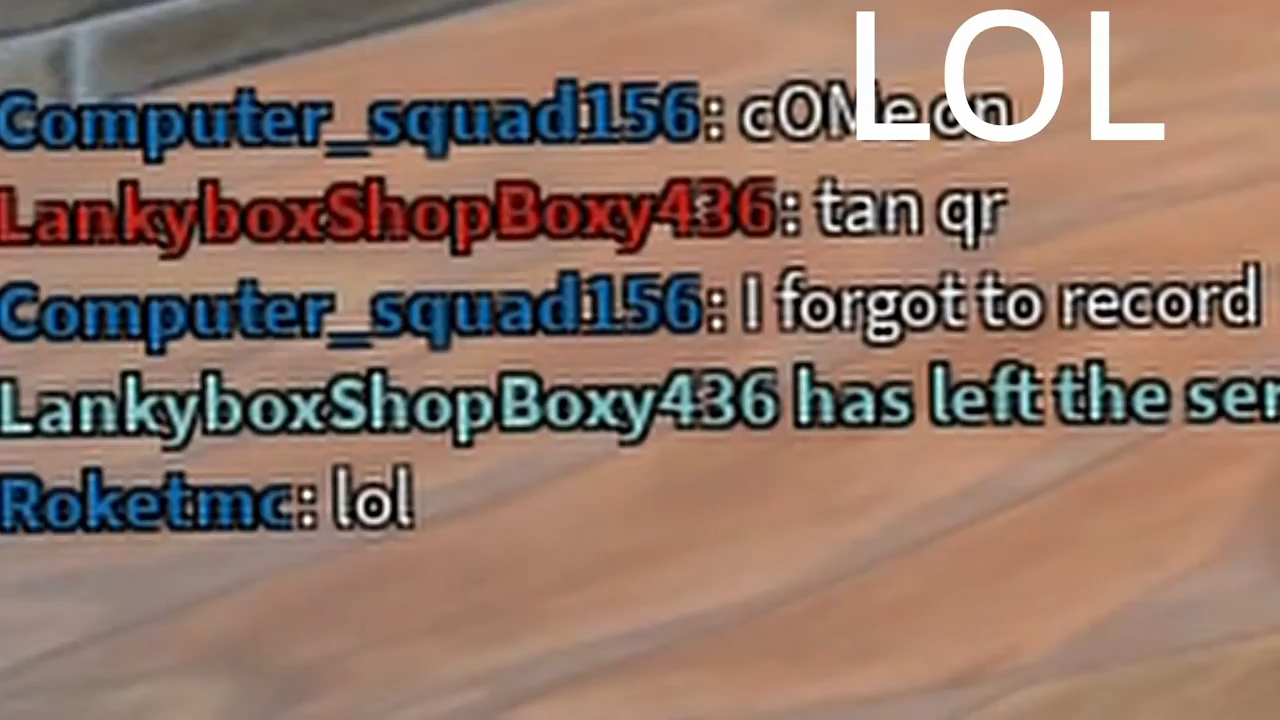 LOL
Computer_squad156: cOMe on
LankyboxShopBoxy436: tan qr
Computer_squad156: I forgot to record
LankyboxShopBoxy436 has left the ser
Roketmc: lol